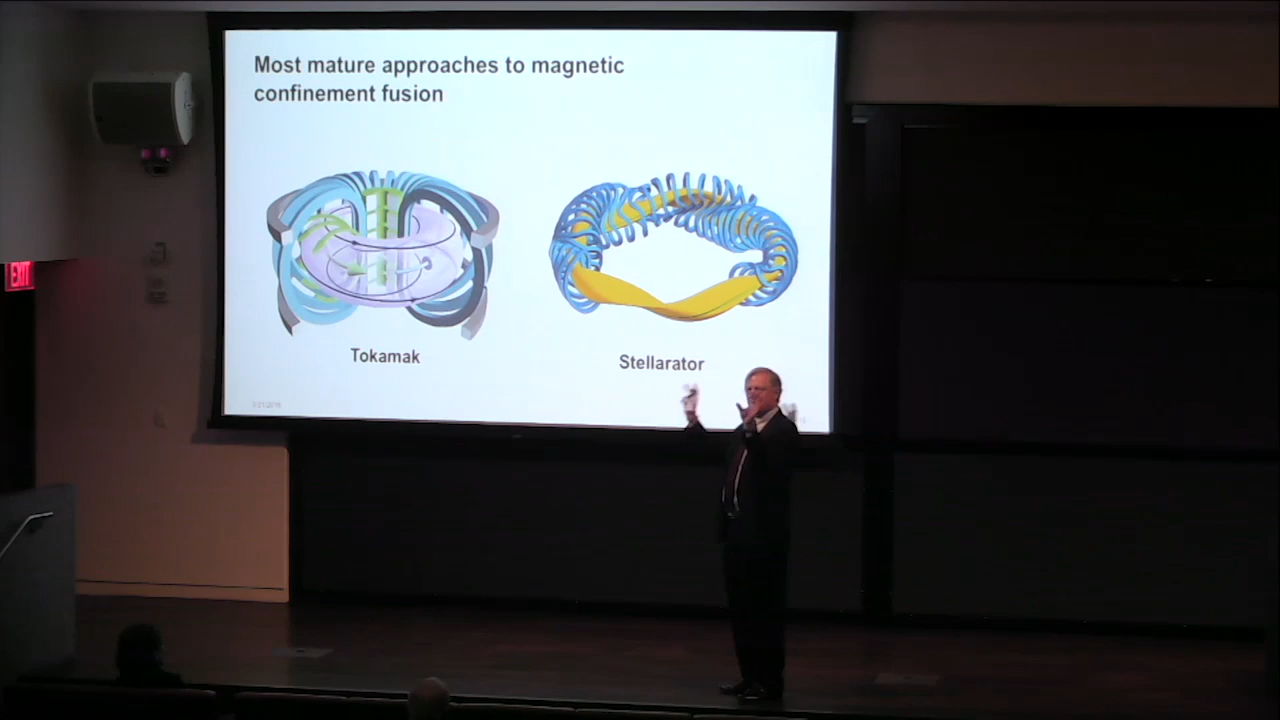 Most mature approaches to magnetic
confinement fusion
Tokamak
Stellarator
EXIT